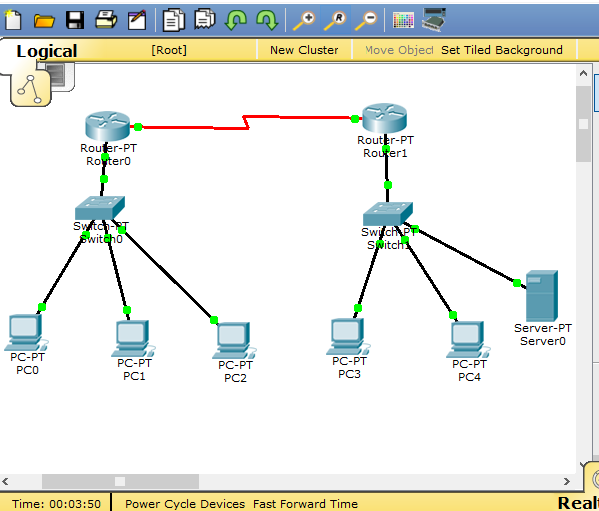 R
Logical
[Root]
New Cluster
Move Object
Set Tiled Background
Router-PT
Router0
Router-PT
Router1
Switch-PT
Switch0
Switch-PT
Switch1
Server-PT
Server0
PC-PT
PC0
PC-PT
PC1
PC-PT
PC2
PC-PT
PC3
PC-PT
PC4
Time: 00:03:50
Power Cycle Devices Fast Forward Time
Realt